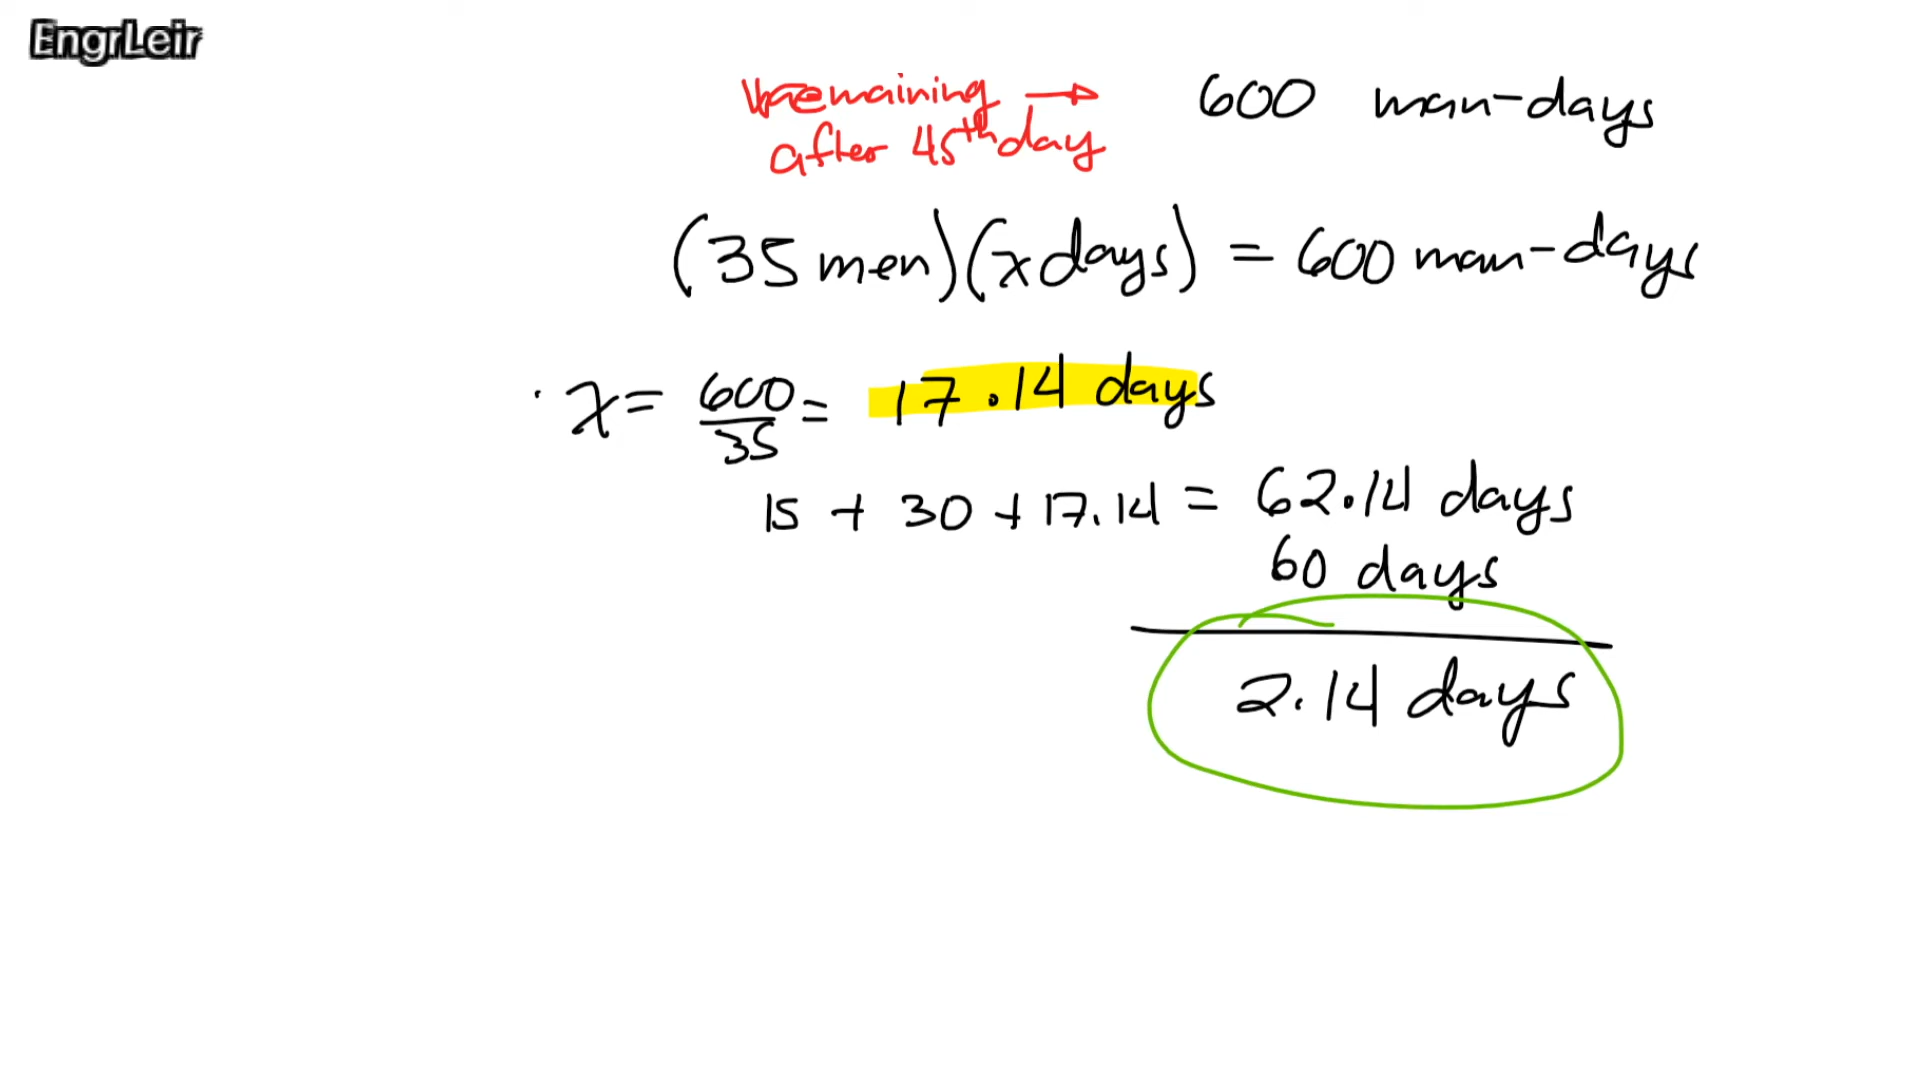 EngrLeir
remaining → 600 man-days
after 45th day
(35 men)(x days) = 600 man-days
x = 600/35 = 17.14 days
15 + 30 + 17.14 = 62.14 days
60 days
2.14 days